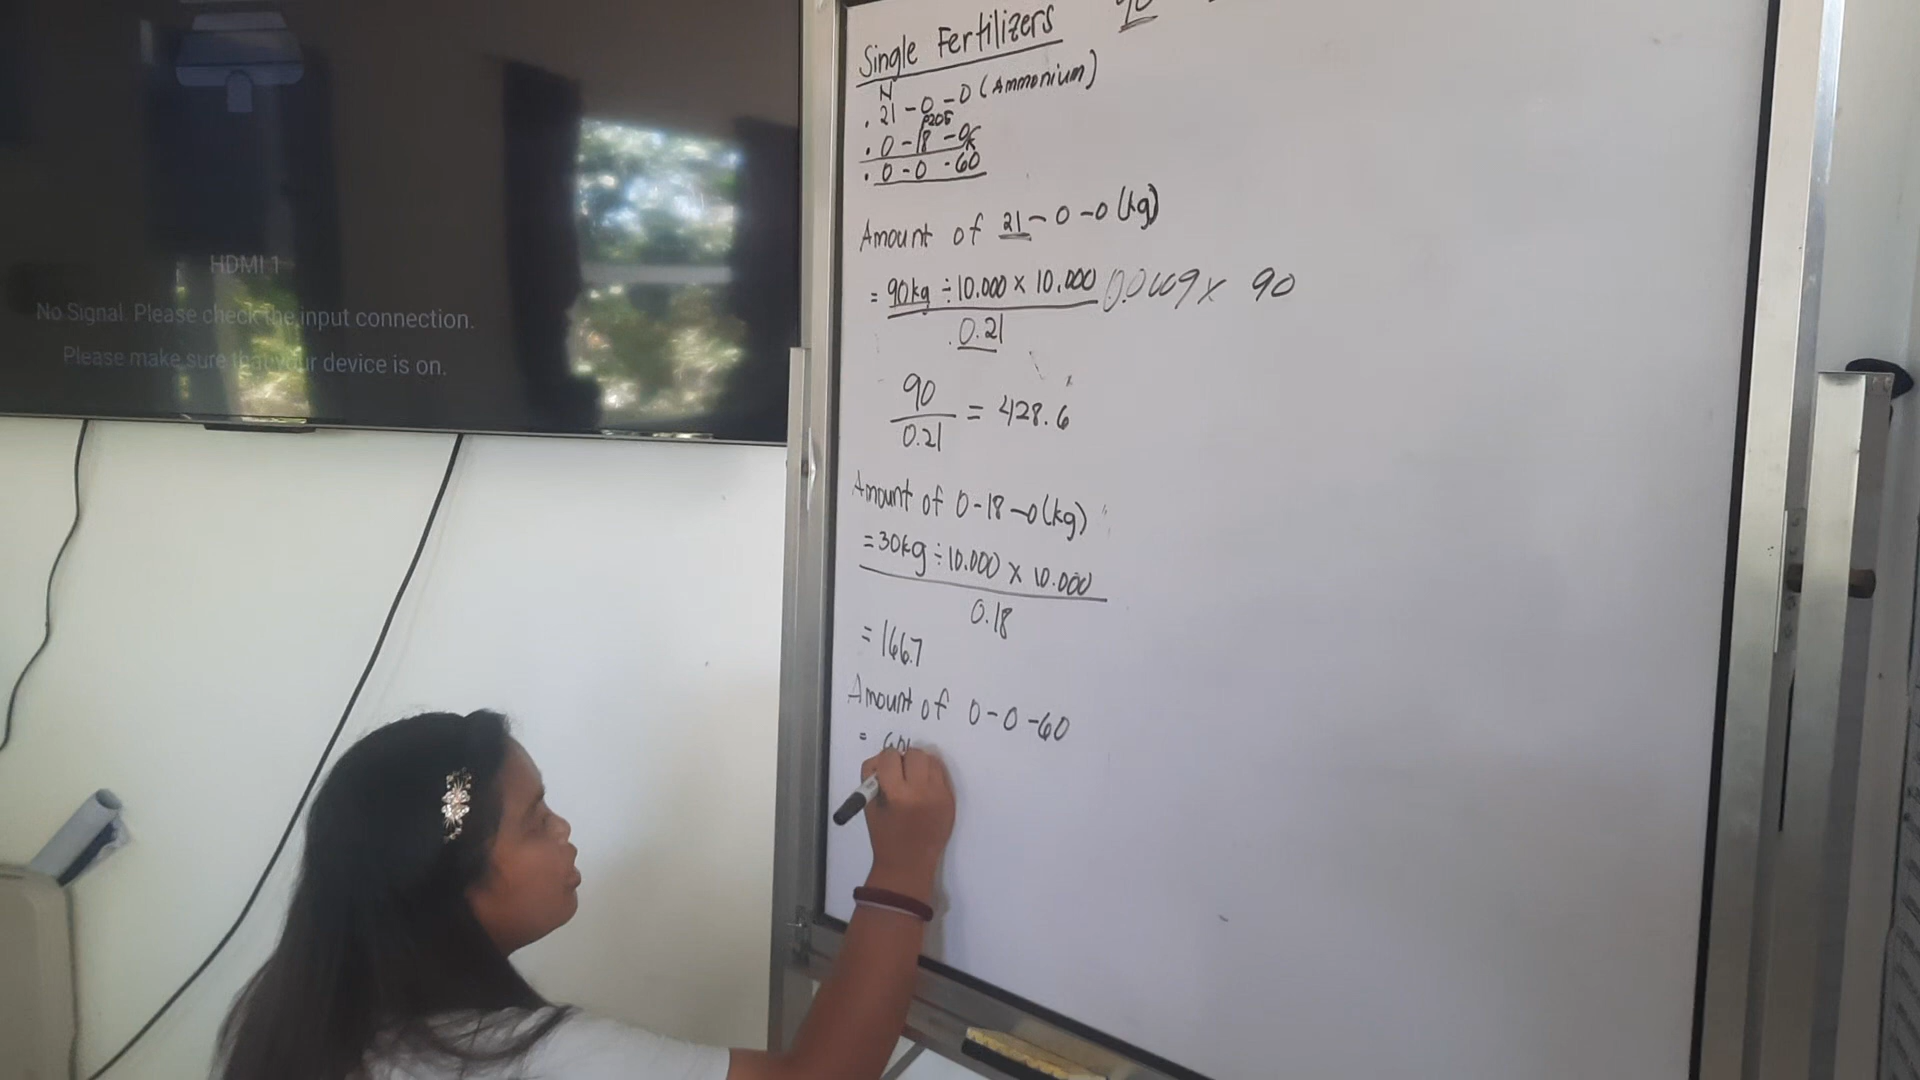 HDMI 1
No Signal. Please check the input connection.
Please make sure that your device is on.
90
Single Fertilizers
N
. 21 - 0 - 0 (Ammonium)
P205
. 0 - 18 - 0
K
. 0 - 0 - 60
Amount of 21 - 0 - 0 (kg)
= 90kg ÷ 10.000 x 10.000
0.21
x 90
90
0.21
= 428.6
Amount of 0 - 18 - 0 (kg)
= 30kg ÷ 10.000 x 10.000
0.18
= 166.7
Amount of 0 - 0 - 60
=